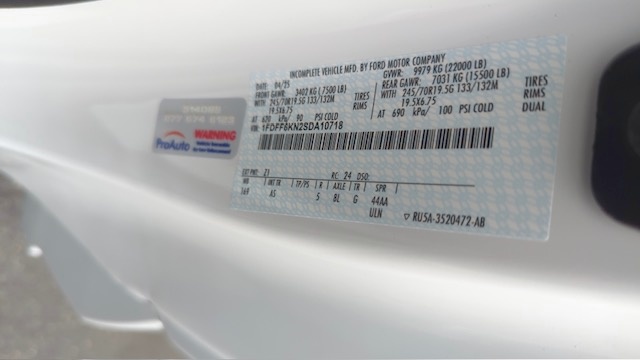 INCOMPLETE VEHICLE MFD. BY FORD MOTOR COMPANY
DATE: 04/25 GVWR: 9979 KG (22000 LB)
FRONT GAWR: 3402 KG (7500 LB) REAR GAWR: 7031 KG (15500 LB)
WITH 245/70R19.5G 133/132M TIRES WITH 245/70R19.5G 133/132M TIRES
19.5X6.75 RIMS 19.5X6.75 RIMS
AT 620 kPa/ 90 PSI COLD AT 690 kPa/ 100 PSI COLD DUAL
1FDFF6KN2SDA10718
EXT PNT: Z1 RC: 24 DSO:
WB INT TR TP/PS R AXLE TR SPR
169 AS 5 8L G 44AA
ULN ▽ RU5A-3520472-AB
WARNING
ProAuto